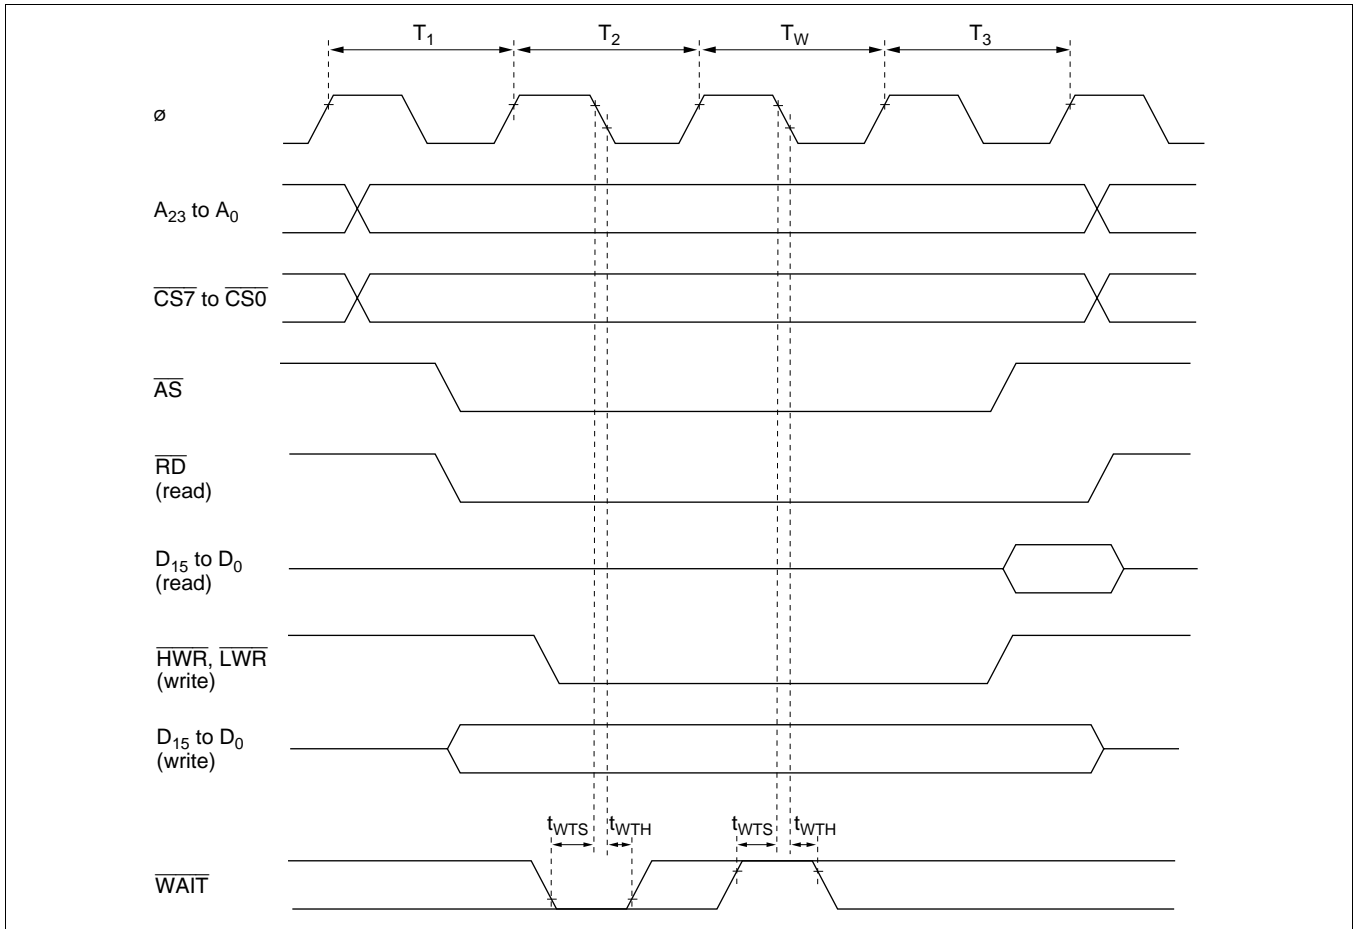 T1 T2 TW T3
ø
A23 to A0
CS7 to CS0
AS
RD
(read)
D15 to D0
(read)
HWR, LWR
(write)
D15 to D0
(write)
tWTS tWTH tWTS tWTH
WAIT